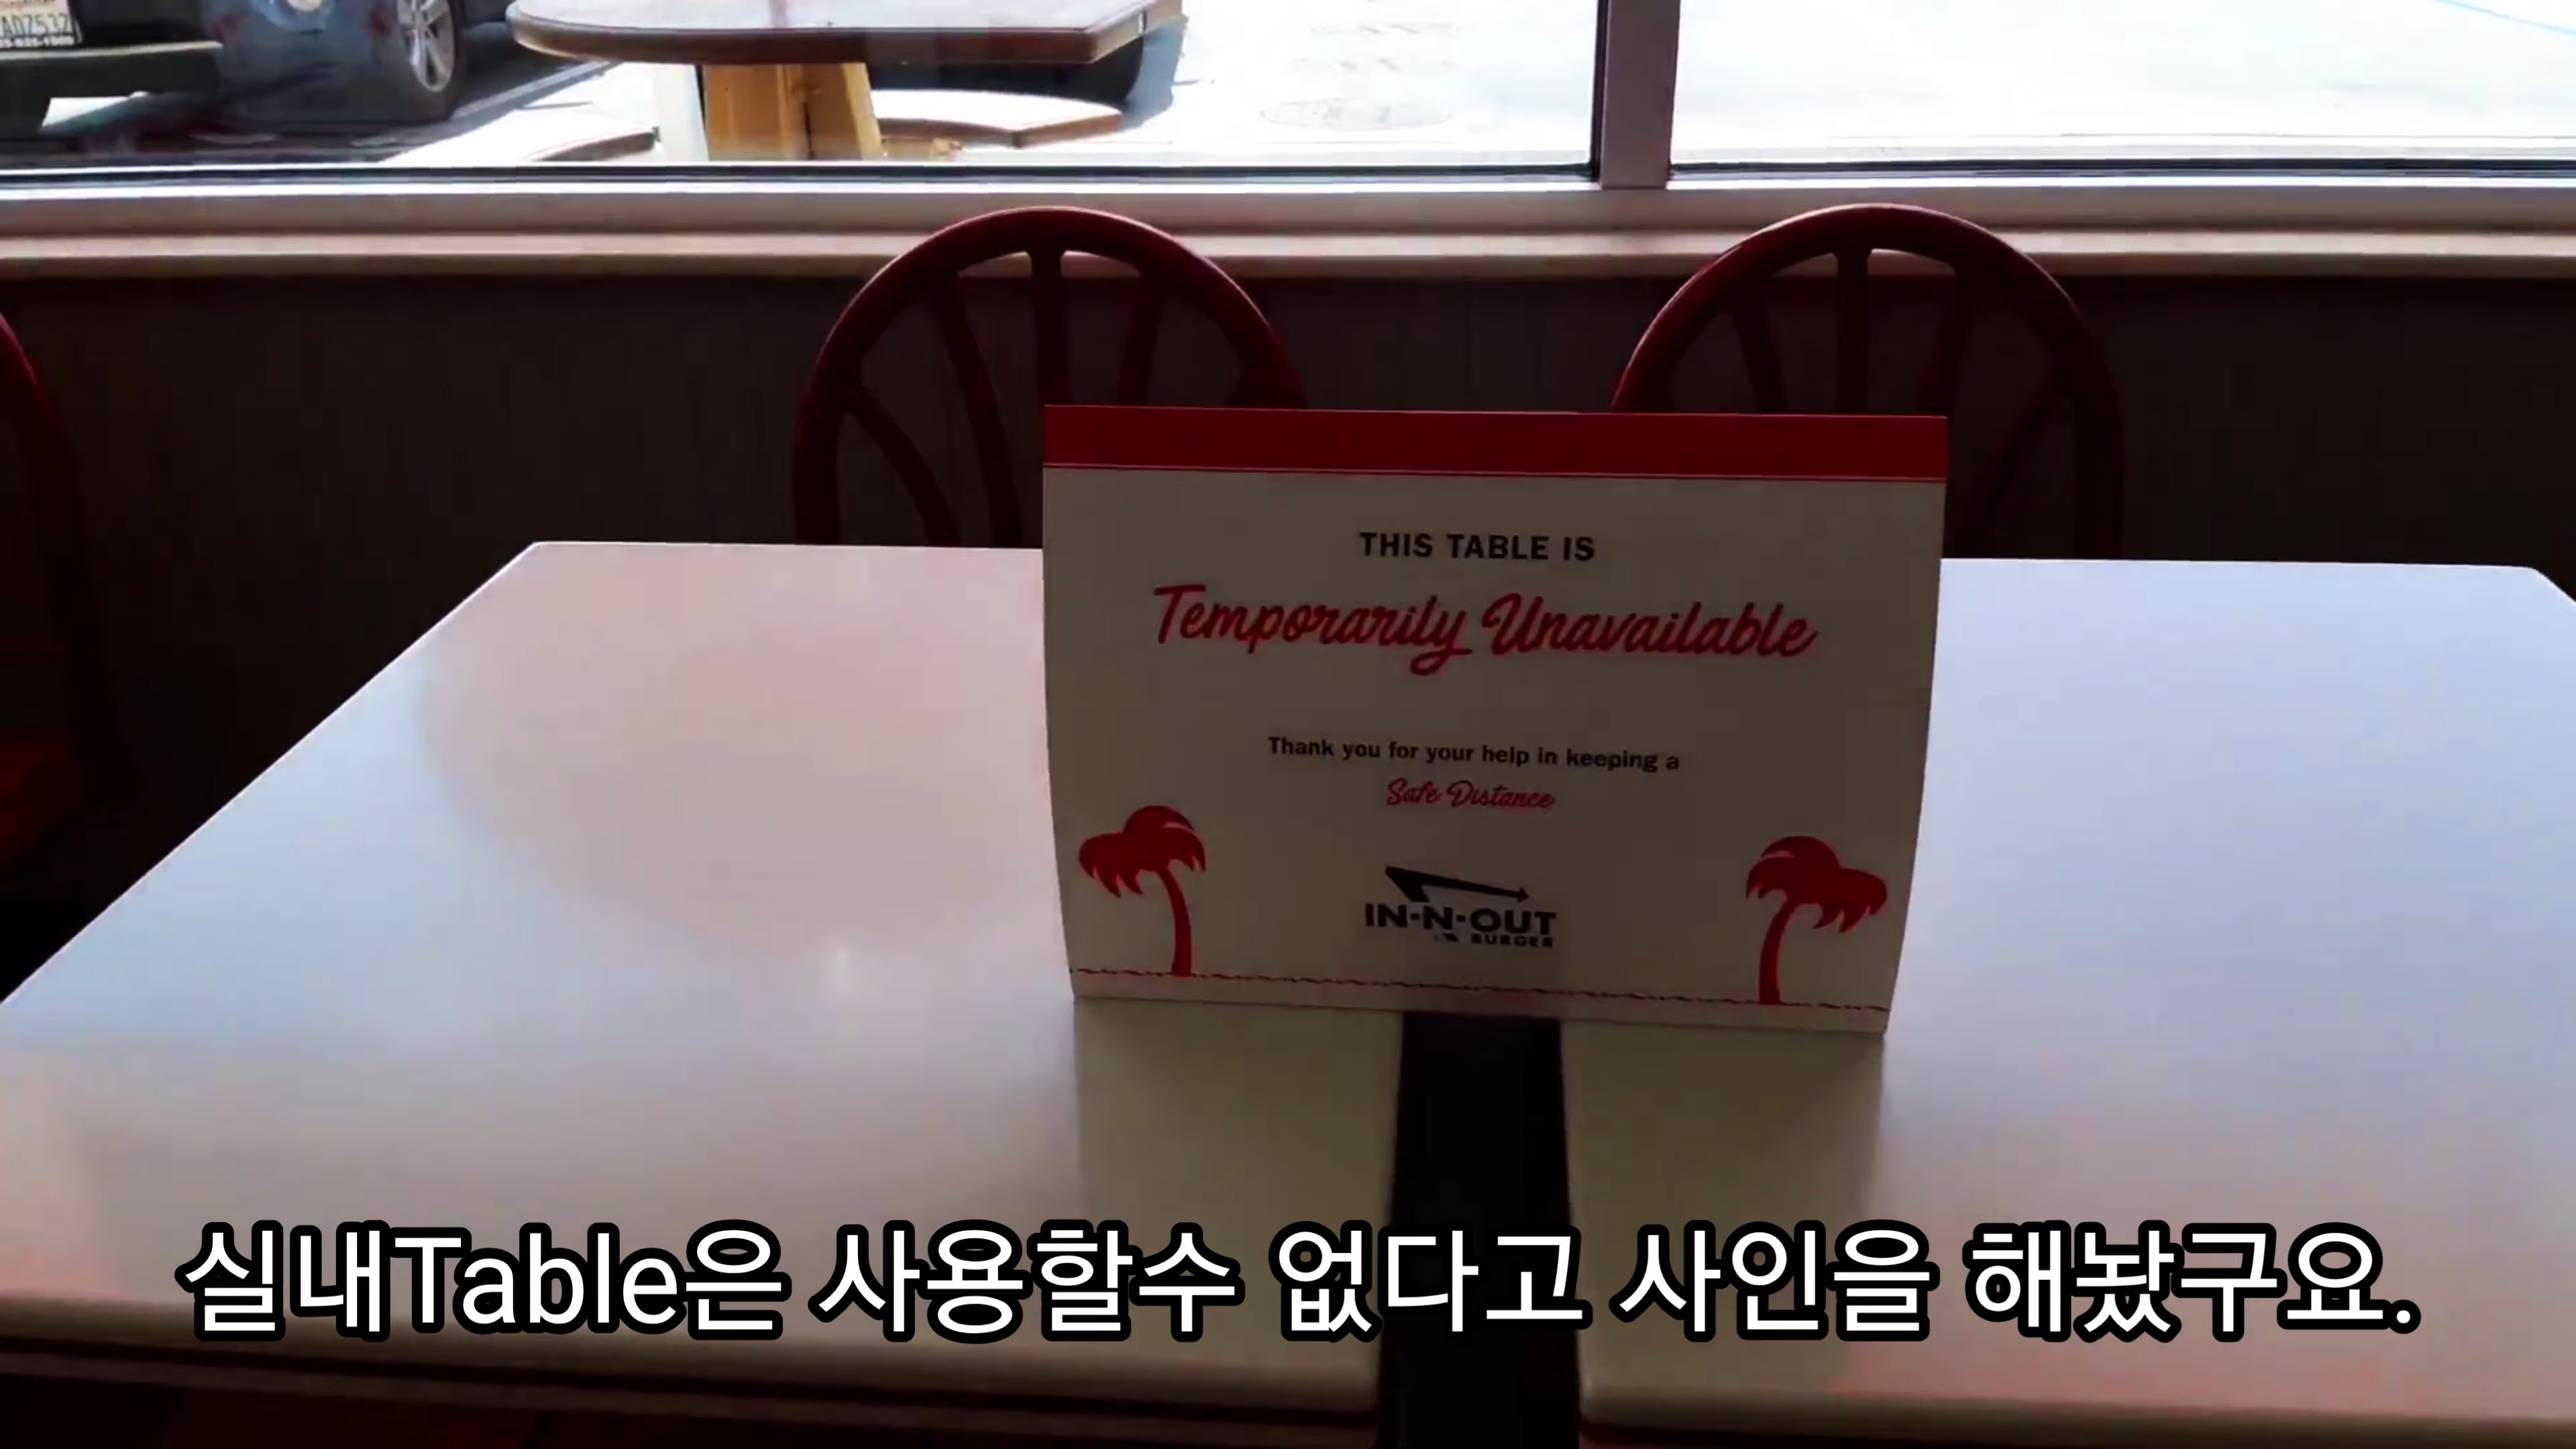 THIS TABLE IS
Temporarily Unavailable
Thank you for your help in keeping a
Safe Distance
IN-N-OUT
BURGER
실내Table은 사용할수 없다고 사인을 해놨구요.